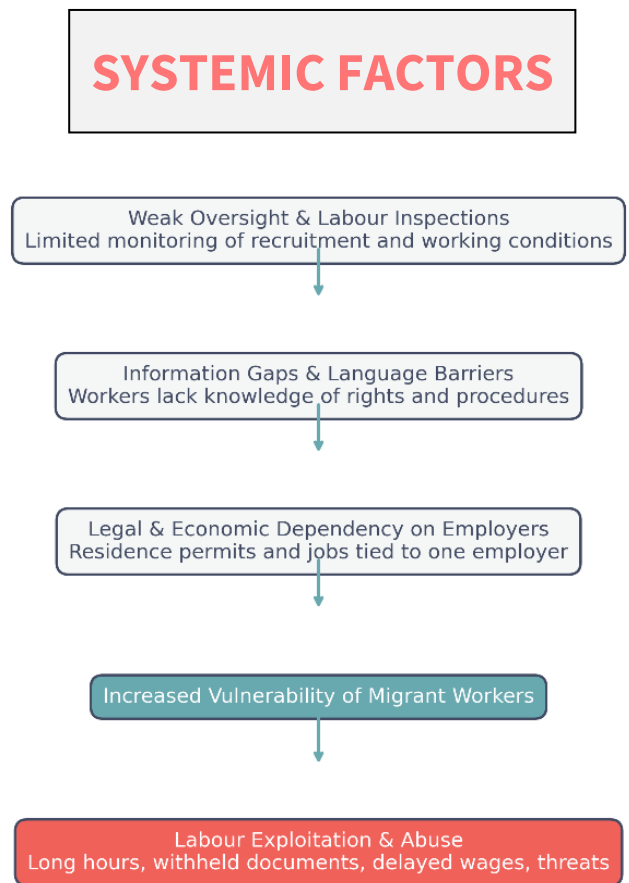 SYSTEMIC FACTORS
Weak Oversight & Labour Inspections
Limited monitoring of recruitment and working conditions
Information Gaps & Language Barriers
Workers lack knowledge of rights and procedures
Legal & Economic Dependency on Employers
Residence permits and jobs tied to one employer
Increased Vulnerability of Migrant Workers
Labour Exploitation & Abuse
Long hours, withheld documents, delayed wages, threats